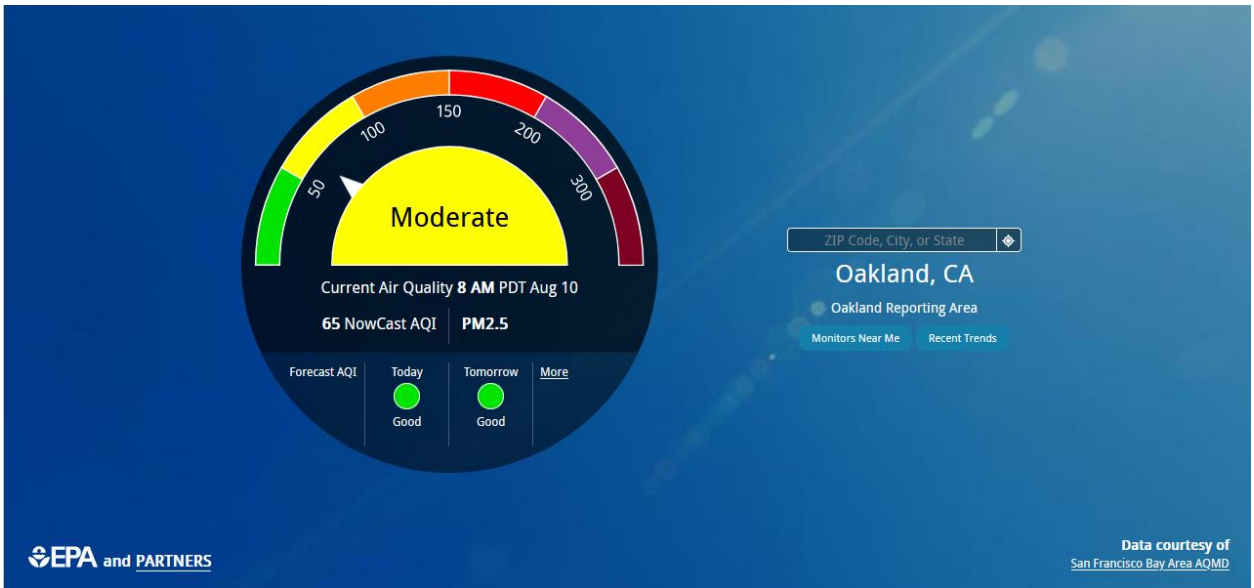 50
100
150
200
300
Moderate
Current Air Quality 8 AM PDT Aug 10
65 NowCast AQI
PM2.5
Forecast AQI
Today
Good
Tomorrow
Good
More
ZIP Code, City, or State
Oakland, CA
Oakland Reporting Area
Monitors Near Me
Recent Trends
EPA and PARTNERS
Data courtesy of
San Francisco Bay Area AQMD